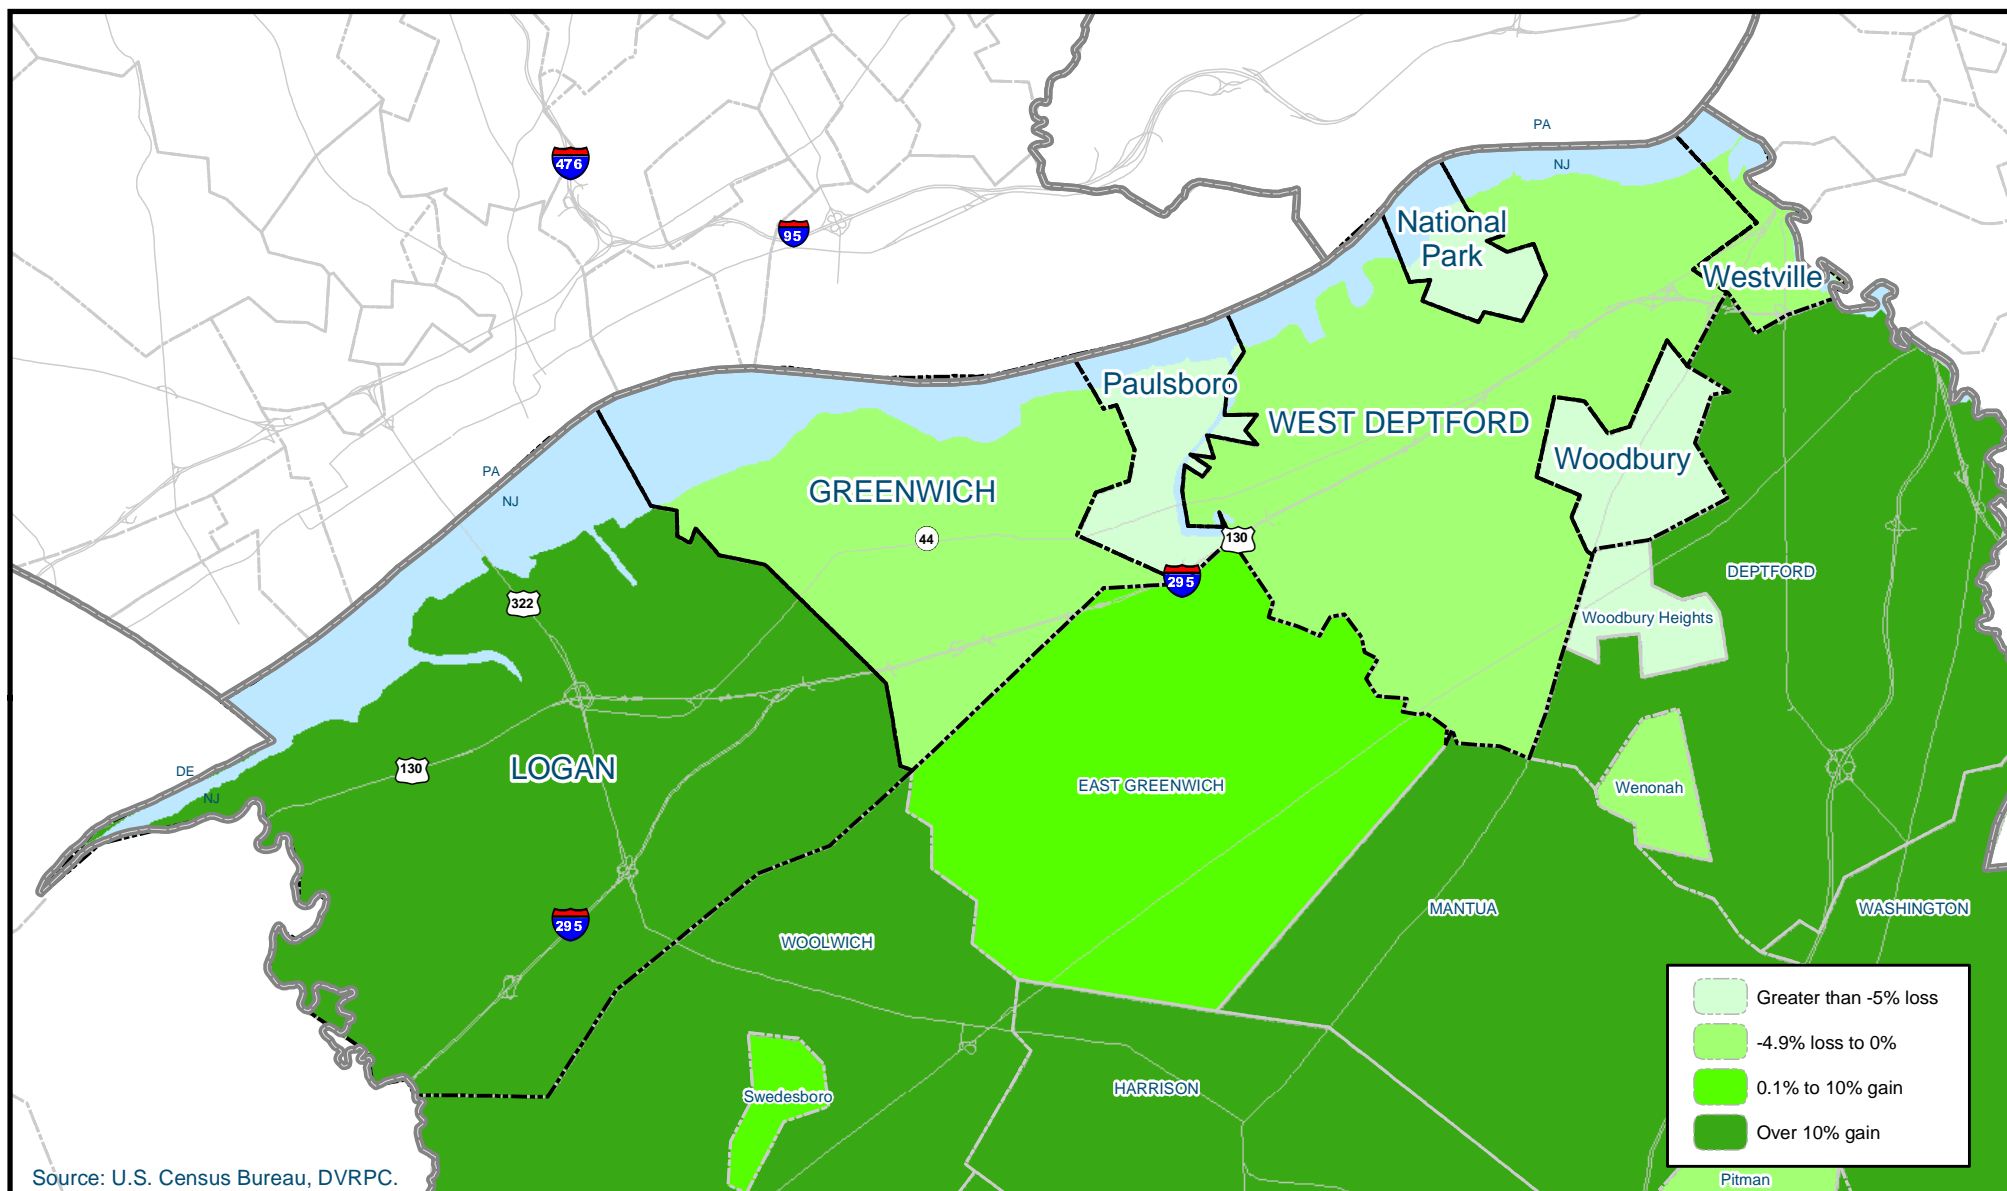 PA
NJ
476
95
National
Park
Westville
Paulsboro
WEST DEPTFORD
Woodbury
PA
NJ
GREENWICH
44
130
295
DEPTFORD
322
Woodbury Heights
DE
NJ
130
LOGAN
EAST GREENWICH
Wenonah
MANTUA
WASHINGTON
295
WOOLWICH
Swedesboro
HARRISON
Greater than -5% loss
-4.9% loss to 0%
0.1% to 10% gain
Over 10% gain
Pitman
Source: U.S. Census Bureau, DVRPC.